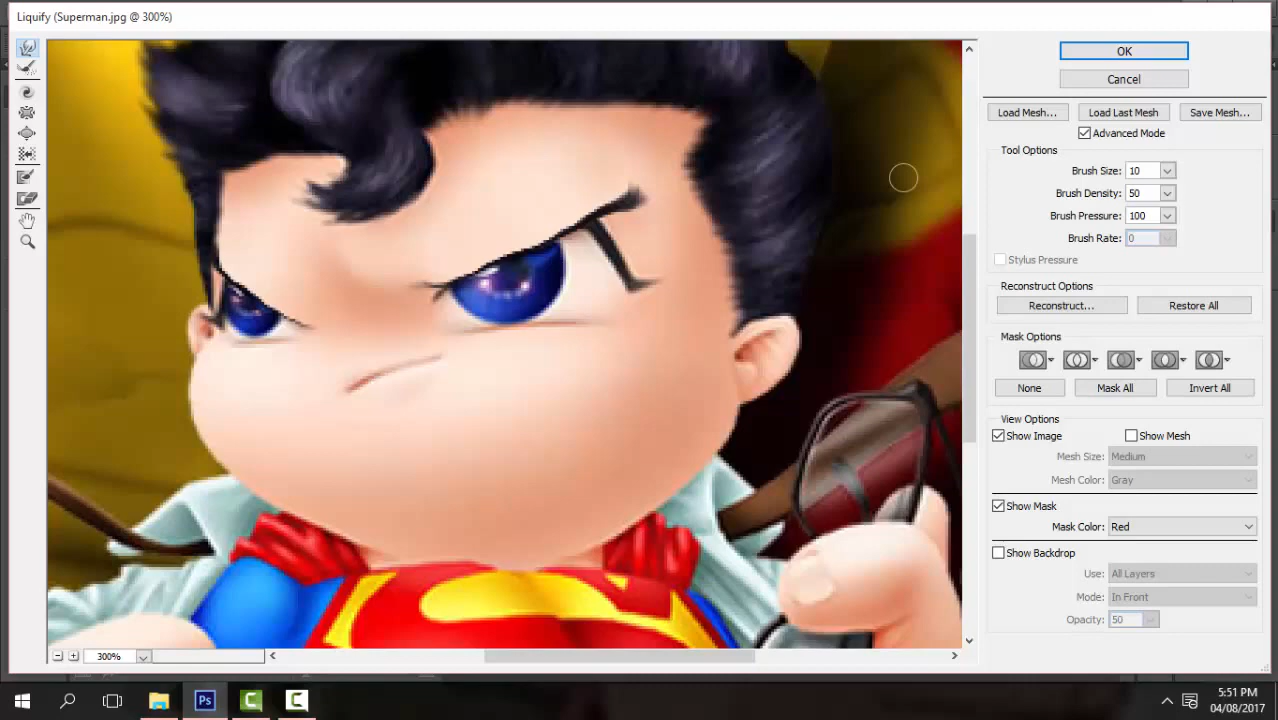 Liquify (Superman.jpg @ 300%)
OK
Cancel
Load Mesh... Load Last Mesh Save Mesh...
Advanced Mode
Tool Options
Brush Size: 10
Brush Density: 50
Brush Pressure: 100
Brush Rate: 0
Stylus Pressure
Reconstruct Options
Reconstruct... Restore All
Mask Options
None Mask All Invert All
View Options
Show Image Show Mesh
Mesh Size: Medium
Mesh Color: Gray
Show Mask
Mask Color: Red
Show Backdrop
Use: All Layers
Mode: In Front
Opacity: 50
300%
Ps
5:51 PM
04/08/2017